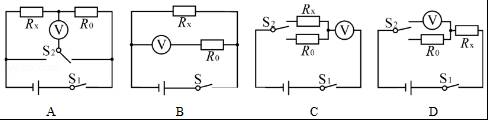 Rx R0 V S2 S1
Rx V R0 S
S2 Rx R0 V S1
S2 V R0 Rx S1
A B C D